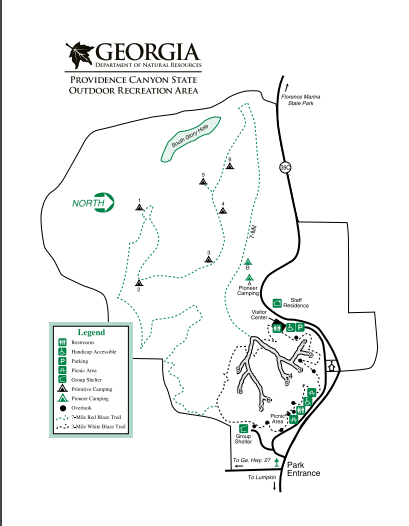 GEORGIA
DEPARTMENT OF NATURAL RESOURCES
PROVIDENCE CANYON STATE
OUTDOOR RECREATION AREA
Florence Marina
State Park
39C
NORTH
1
2
3
4
5
6
B
A
Pioneer
Camping
Staff
Residence
Visitor
Center
Picnic
Area
Group
Shelter
To Ga. Hwy. 27
To Lumpkin
Park
Entrance
Legend
Restrooms
Handicap Accessible
Parking
Picnic Area
Group Shelter
Primitive Camping
Pioneer Camping
Overlook
7-Mile Red Blaze Trail
3-Mile White Blaze Trail